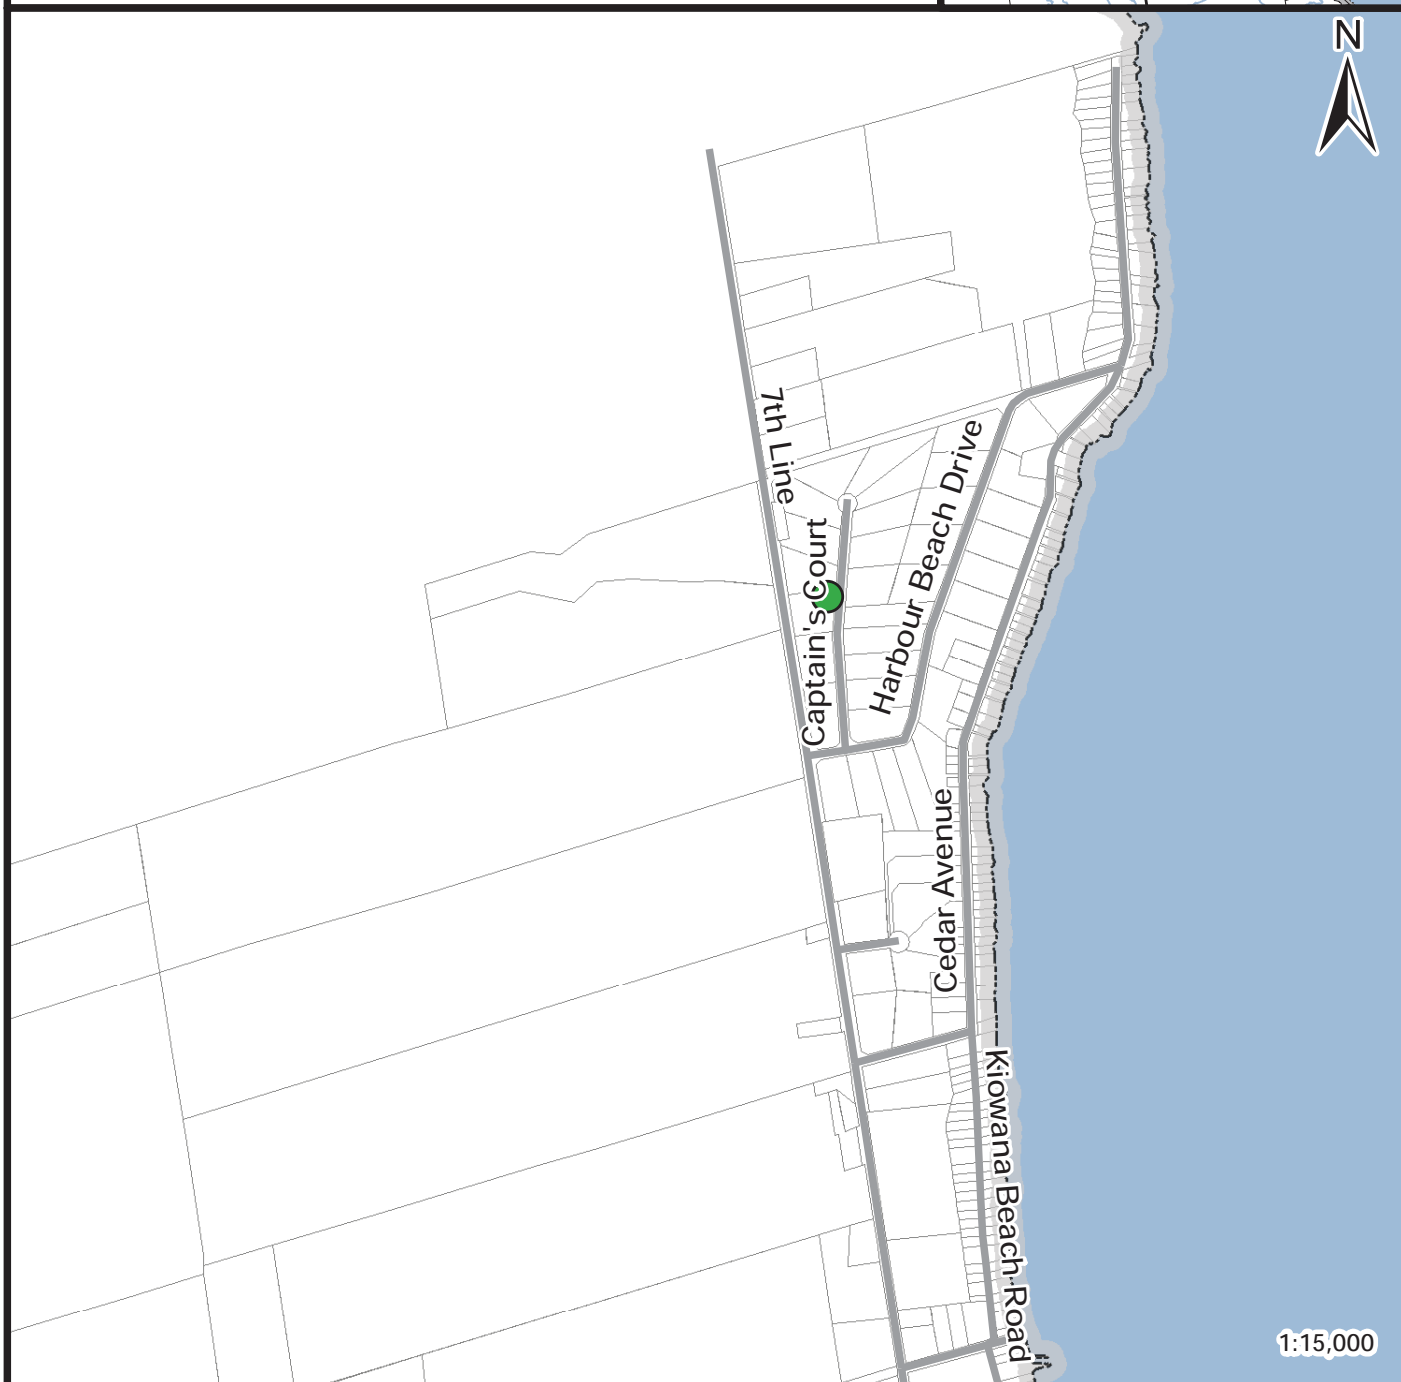 N
7th Line
Harbour Beach Drive
Captain's Court
Cedar Avenue
Kiowana Beach Road
1:15,000